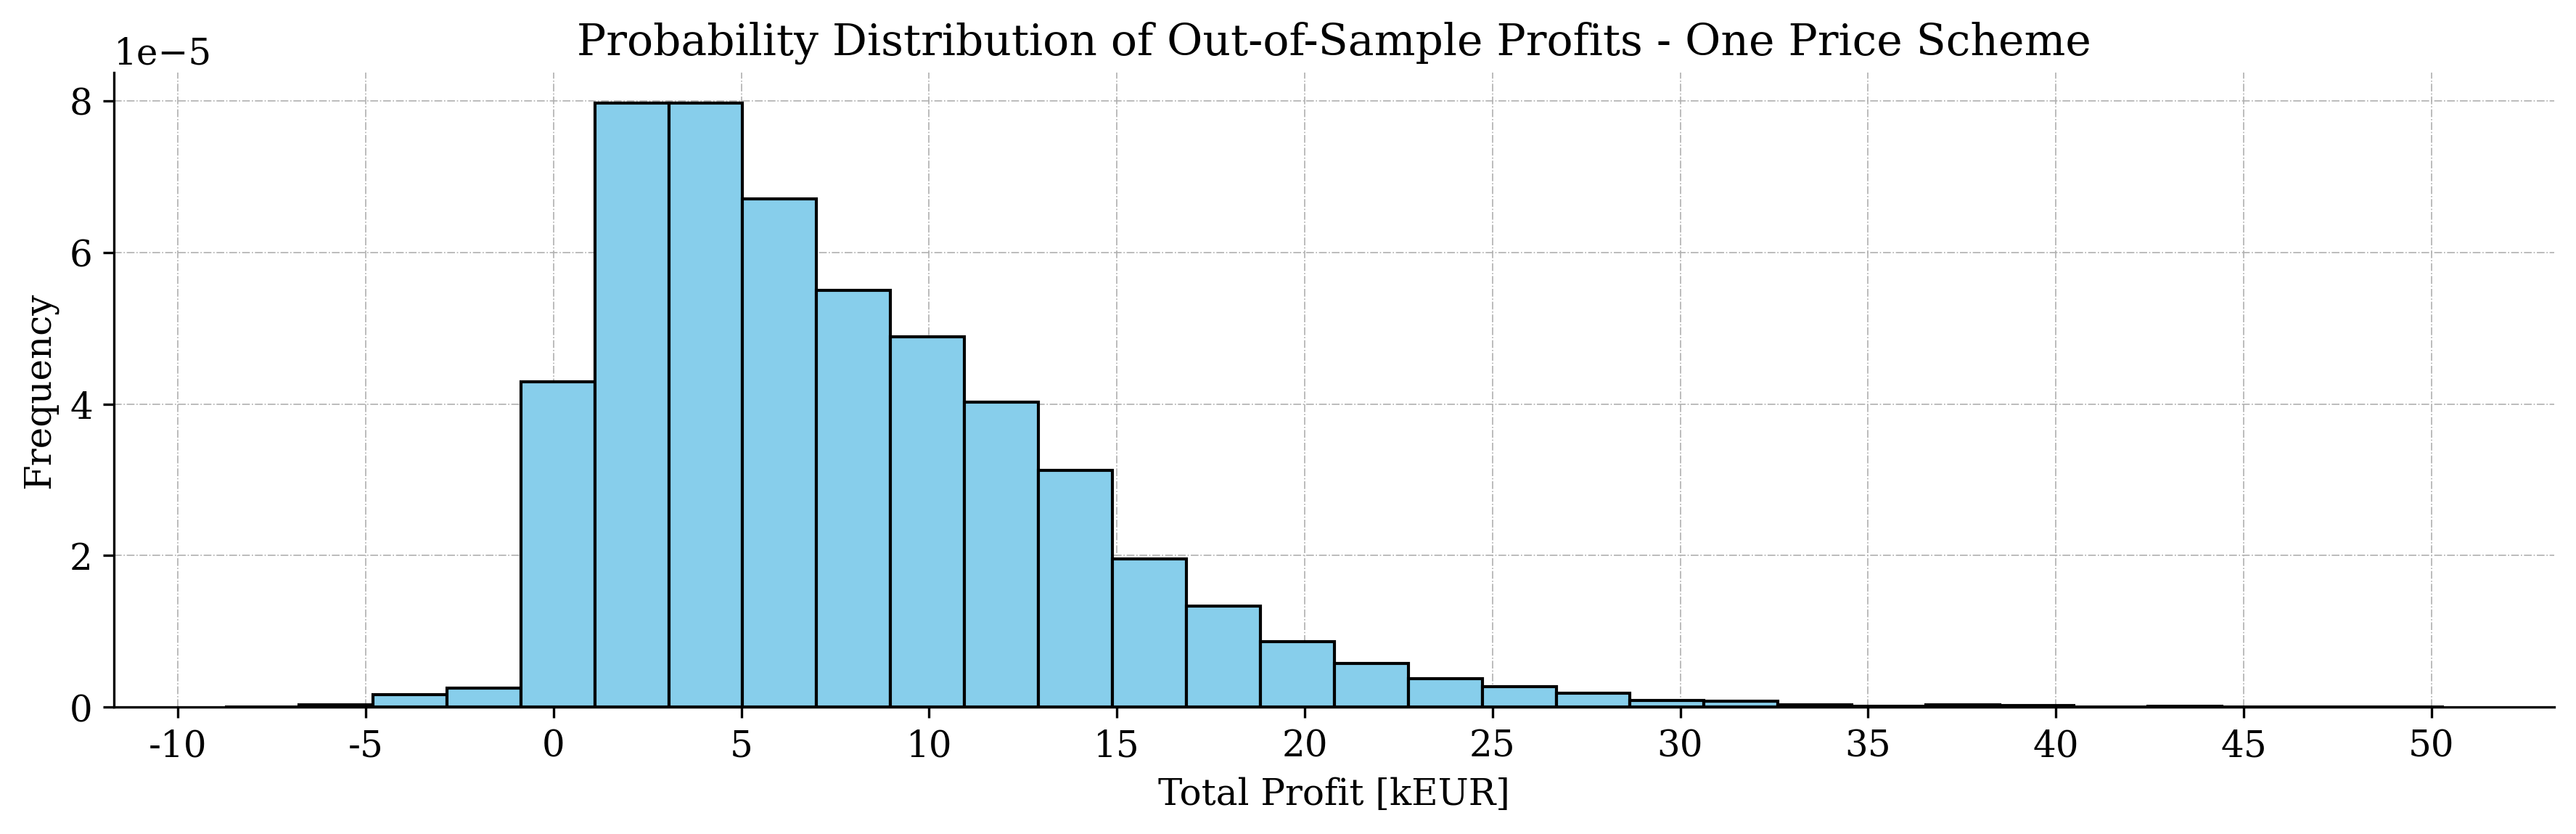 Probability Distribution of Out-of-Sample Profits - One Price Scheme
1e−5
8
6
4
2
0
Frequency
-10 -5 0 5 10 15 20 25 30 35 40 45 50
Total Profit [kEUR]